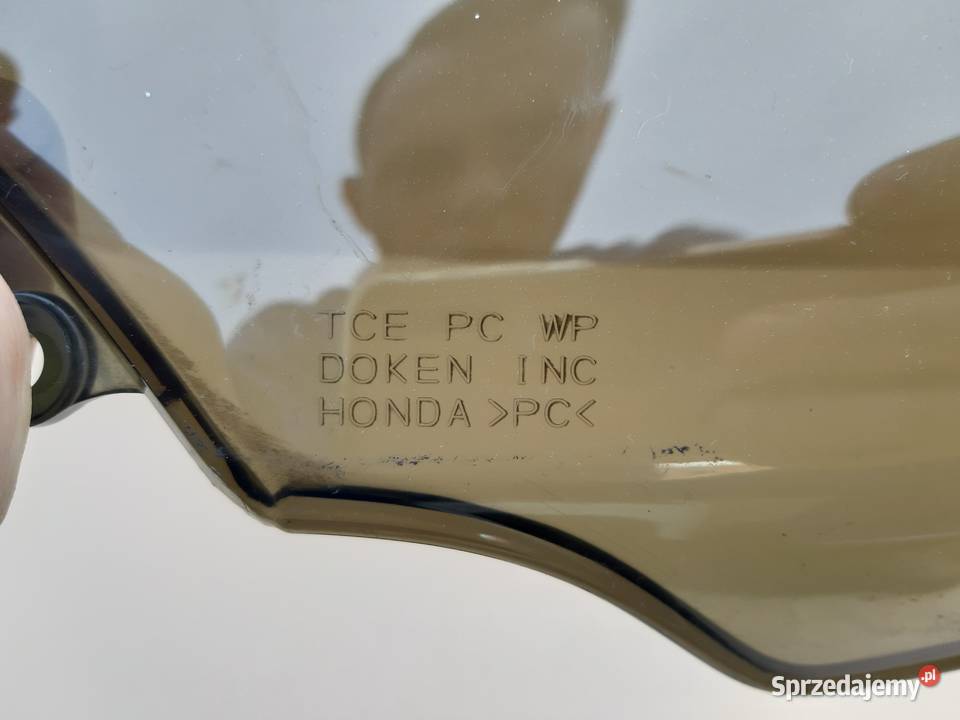 TCE PC WP
DOKEN INC
HONDA >PC<
Sprzedajemy.pl